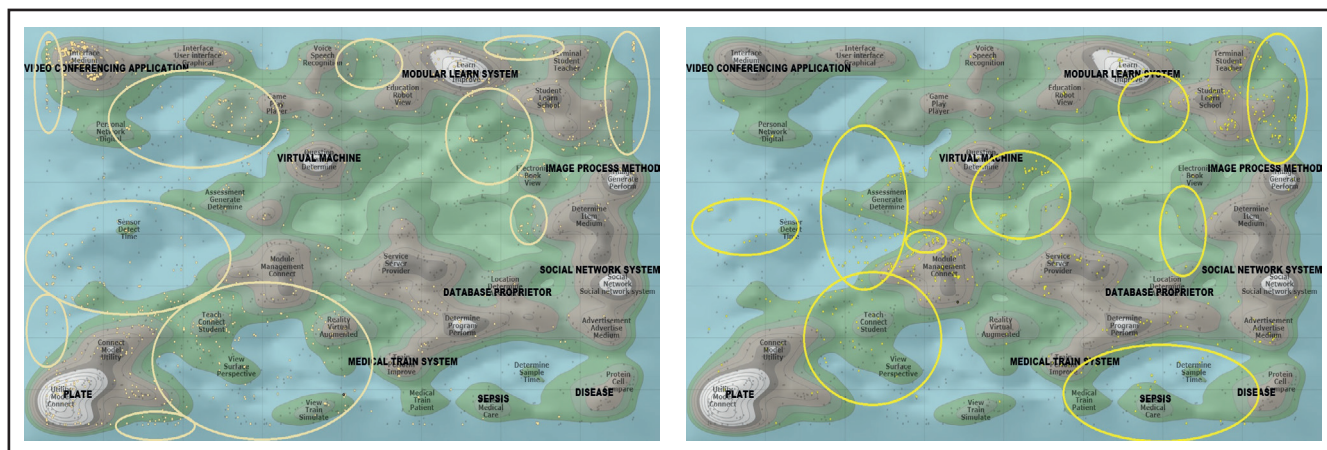 Interface
Medium
VIDEO CONFERENCING APPLICATION
Interface
User interface
Graphical
Voice
Speech
Recognition
MODULAR LEARN SYSTEM
Learn
Improve
Terminal
Student
Teacher
Education
Robot
View
Student
Learn
School
Game
Play
Player
Personal
Network
Digital
VIRTUAL MACHINE
Question
Determine
Electronic
Book
View
IMAGE PROCESS METHOD
Generate
Perform
Assessment
Generate
Determine
Sensor
Detect
Time
Determine
Item
Medium
Module
Management
Connect
Service
Server
Provider
Location
Determine
SOCIAL NETWORK SYSTEM
Social
Network
Social network system
DATABASE PROPRIETOR
Teach
Connect
Student
Reality
Virtual
Augmented
Determine
Program
Perform
Advertisement
Advertise
Medium
Connect
Model
Utility
View
Surface
Perspective
MEDICAL TRAIN SYSTEM
Improve
Determine
Sample
Time
Protein
Cell
Compare
Utility
Model
Connect
PLATE
View
Train
Simulate
Medical
Train
Patient
SEPSIS
Medical
Care
DISEASE
Interface
Medium
VIDEO CONFERENCING APPLICATION
Interface
User interface
Graphical
Voice
Speech
Recognition
MODULAR LEARN SYSTEM
Learn
Improve
Terminal
Student
Teacher
Education
Robot
View
Student
Learn
School
Game
Play
Player
Personal
Network
Digital
VIRTUAL MACHINE
Question
Determine
Electronic
Book
View
IMAGE PROCESS METHOD
Generate
Perform
Assessment
Generate
Determine
Sensor
Detect
Time
Determine
Item
Medium
Module
Management
Connect
Service
Server
Provider
Location
Determine
SOCIAL NETWORK SYSTEM
Social
Network
Social network system
DATABASE PROPRIETOR
Teach
Connect
Student
Reality
Virtual
Augmented
Determine
Program
Perform
Advertisement
Advertise
Medium
Connect
Model
Utility
View
Surface
Perspective
MEDICAL TRAIN SYSTEM
Improve
Determine
Sample
Time
Protein
Cell
Compare
Utility
Model
Connect
PLATE
View
Train
Simulate
Medical
Train
Patient
SEPSIS
Medical
Care
DISEASE